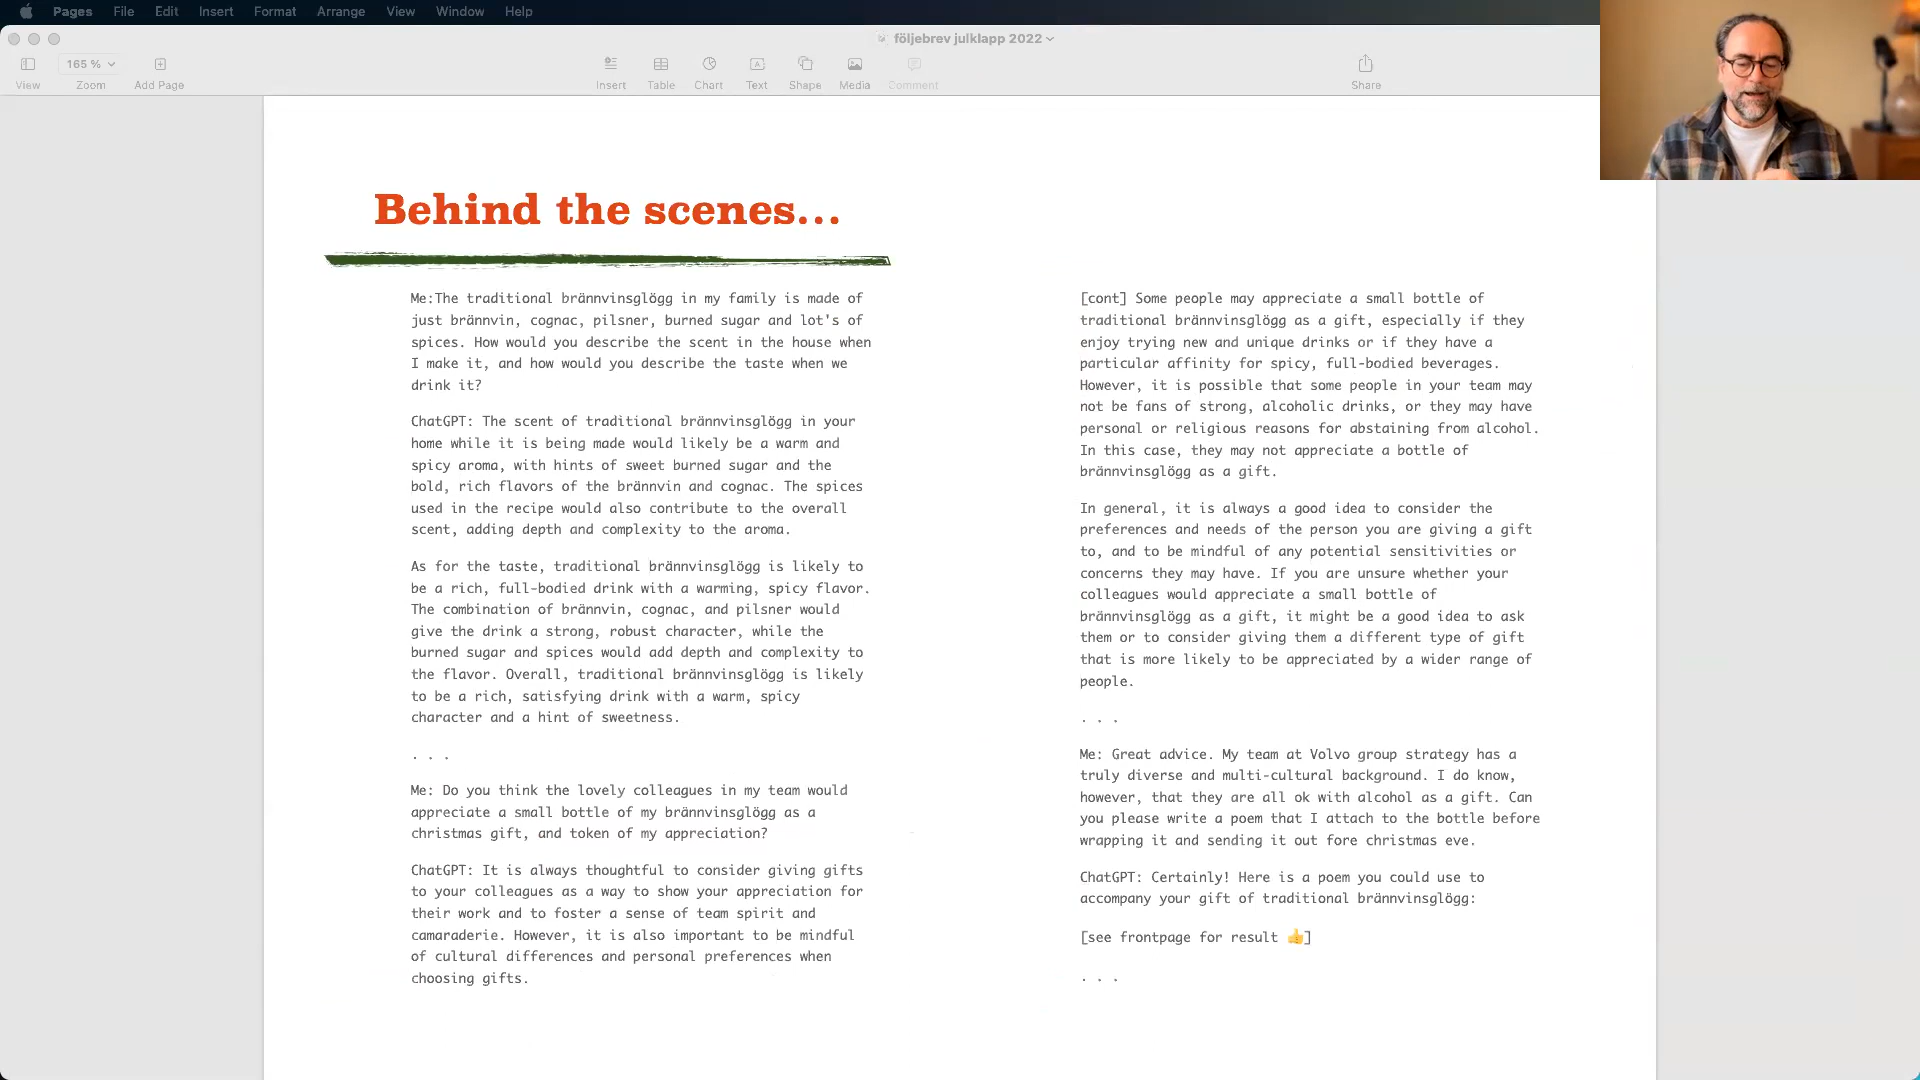 Pages File Edit Insert Format Arrange View Window Help
följebrev julklapp 2022
165 %
View Zoom Add Page Insert Table Chart Text Shape Media Comment Share
Behind the scenes...
Me:The traditional brännvinsglögg in my family is made of
just brännvin, cognac, pilsner, burned sugar and lot's of
spices. How would you describe the scent in the house when
I make it, and how would you describe the taste when we
drink it?
ChatGPT: The scent of traditional brännvinsglögg in your
home while it is being made would likely be a warm and
spicy aroma, with hints of sweet burned sugar and the
bold, rich flavors of the brännvin and cognac. The spices
used in the recipe would also contribute to the overall
scent, adding depth and complexity to the aroma.
As for the taste, traditional brännvinsglögg is likely to
be a rich, full-bodied drink with a warming, spicy flavor.
The combination of brännvin, cognac, and pilsner would
give the drink a strong, robust character, while the
burned sugar and spices would add depth and complexity to
the flavor. Overall, traditional brännvinsglögg is likely
to be a rich, satisfying drink with a warm, spicy
character and a hint of sweetness.
. . .
Me: Do you think the lovely colleagues in my team would
appreciate a small bottle of my brännvinsglögg as a
christmas gift, and token of my appreciation?
ChatGPT: It is always thoughtful to consider giving gifts
to your colleagues as a way to show your appreciation for
their work and to foster a sense of team spirit and
camaraderie. However, it is also important to be mindful
of cultural differences and personal preferences when
choosing gifts.
[cont] Some people may appreciate a small bottle of
traditional brännvinsglögg as a gift, especially if they
enjoy trying new and unique drinks or if they have a
particular affinity for spicy, full-bodied beverages.
However, it is possible that some people in your team may
not be fans of strong, alcoholic drinks, or they may have
personal or religious reasons for abstaining from alcohol.
In this case, they may not appreciate a bottle of
brännvinsglögg as a gift.
In general, it is always a good idea to consider the
preferences and needs of the person you are giving a gift
to, and to be mindful of any potential sensitivities or
concerns they may have. If you are unsure whether your
colleagues would appreciate a small bottle of
brännvinsglögg as a gift, it might be a good idea to ask
them or to consider giving them a different type of gift
that is more likely to be appreciated by a wider range of
people.
. . .
Me: Great advice. My team at Volvo group strategy has a
truly diverse and multi-cultural background. I do know,
however, that they are all ok with alcohol as a gift. Can
you please write a poem that I attach to the bottle before
wrapping it and sending it out fore christmas eve.
ChatGPT: Certainly! Here is a poem you could use to
accompany your gift of traditional brännvinsglögg:
[see frontpage for result 👍]
. . .